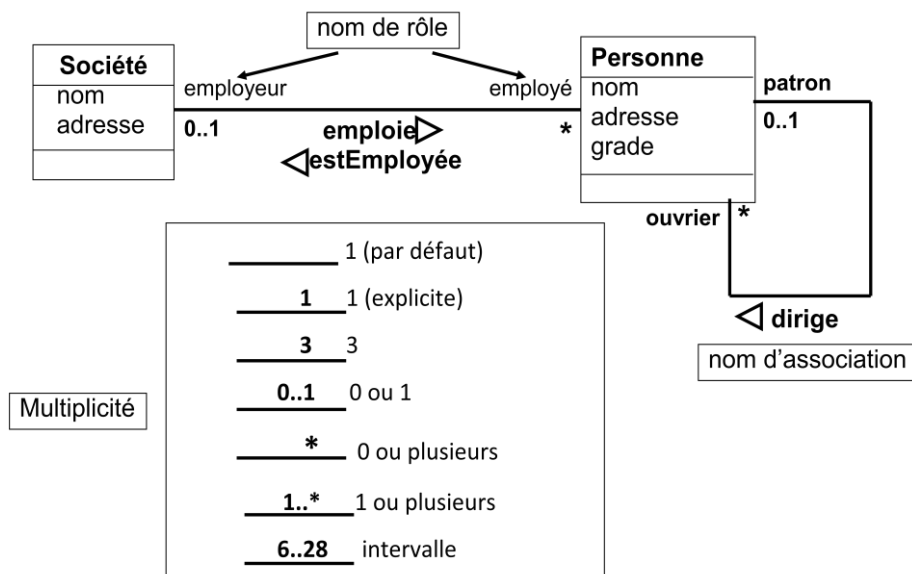 nom de rôle
Société
nom
adresse
employeur
0..1
employé
*
emploie
estEmployée
Personne
nom
adresse
grade
patron
0..1
ouvrier
*
dirige
nom d'association
Multiplicité
1 (par défaut)
1 1 (explicite)
3 3
0..1 0 ou 1
* 0 ou plusieurs
1..* 1 ou plusieurs
6..28 intervalle